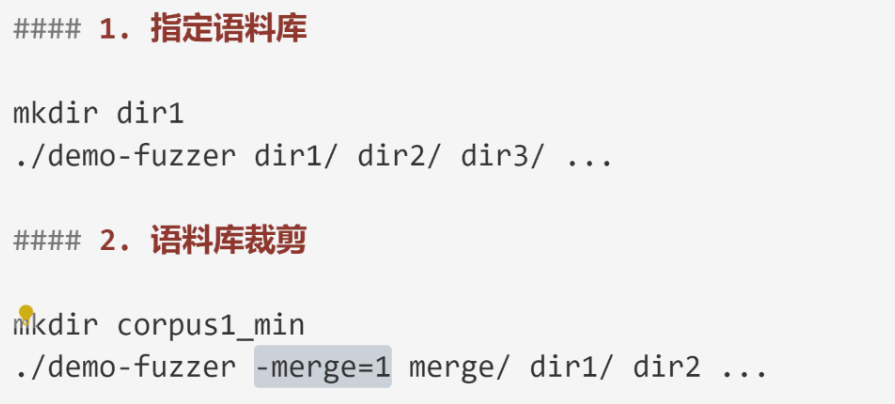 #### 1. 指定语料库
mkdir dir1
./demo-fuzzer dir1/ dir2/ dir3/ ...
#### 2. 语料库裁剪
mkdir corpus1_min
./demo-fuzzer -merge=1 merge/ dir1/ dir2 ...